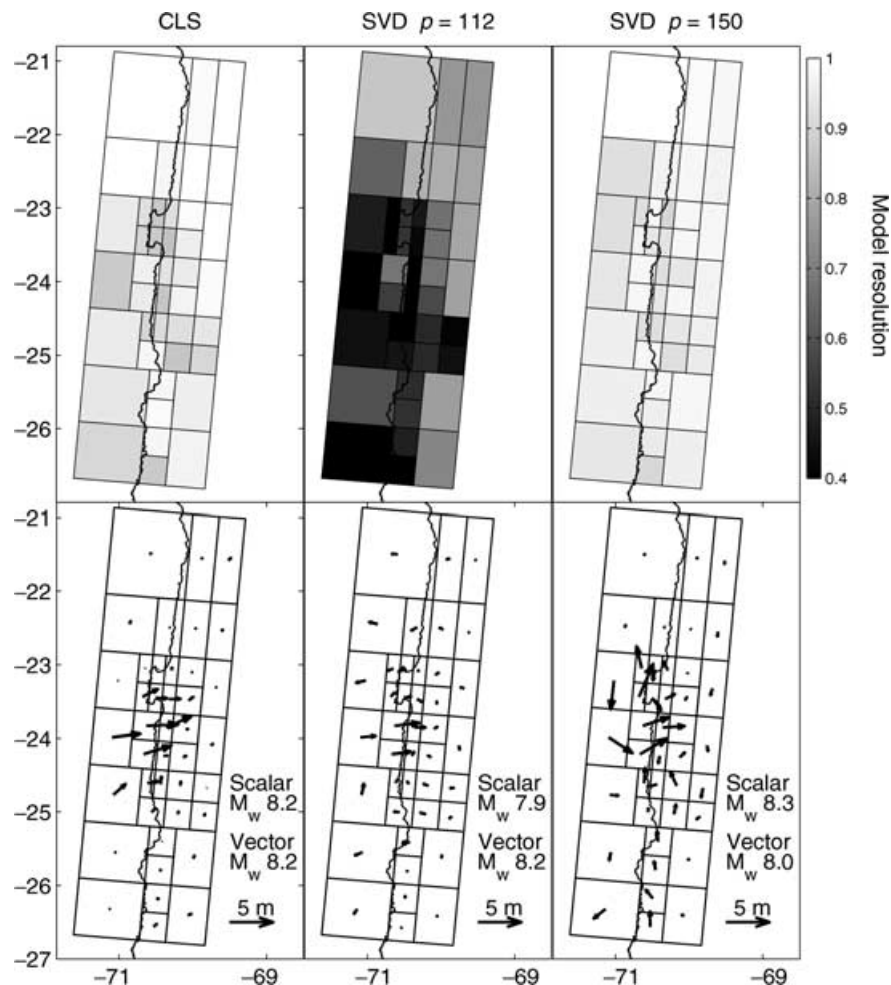 CLS
SVD p = 112
SVD p = 150
−21
−22
−23
−24
−25
−26
1
0.9
0.8
0.7
0.6
0.5
0.4
Model resolution
−21
−22
−23
−24
−25
−26
−27
Scalar
Mw 8.2
Vector
Mw 8.2
5 m
Scalar
Mw 7.9
Vector
Mw 8.2
5 m
Scalar
Mw 8.3
Vector
Mw 8.0
5 m
−71
−69
−71
−69
−71
−69